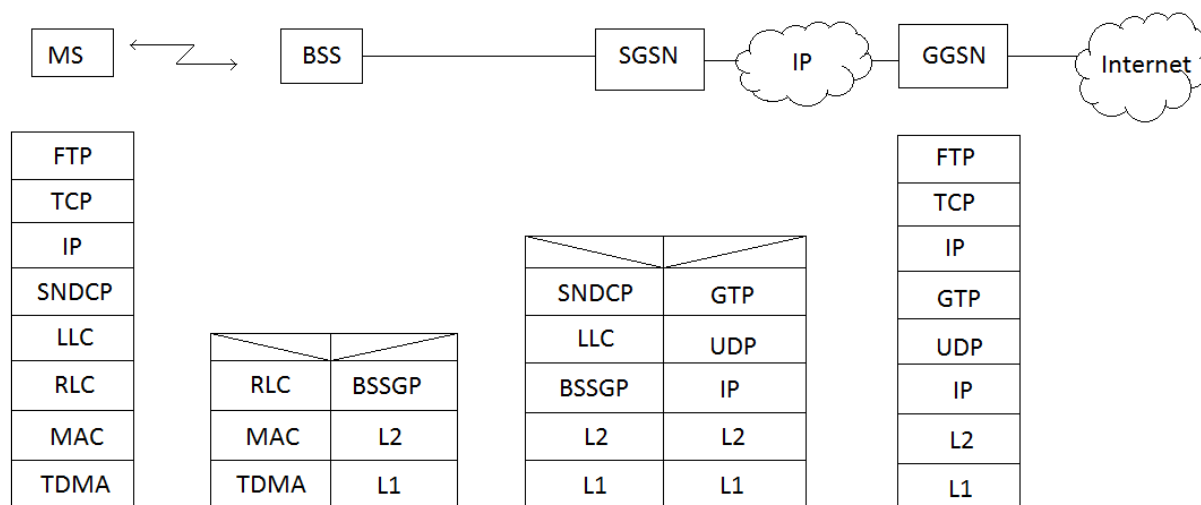 MS
BSS
SGSN
IP
GGSN
Internet
FTP
TCP
IP
SNDCP
LLC
RLC
MAC
TDMA
RLC BSSGP
MAC L2
TDMA L1
SNDCP GTP
LLC UDP
BSSGP IP
L2 L2
L1 L1
FTP
TCP
IP
GTP
UDP
IP
L2
L1